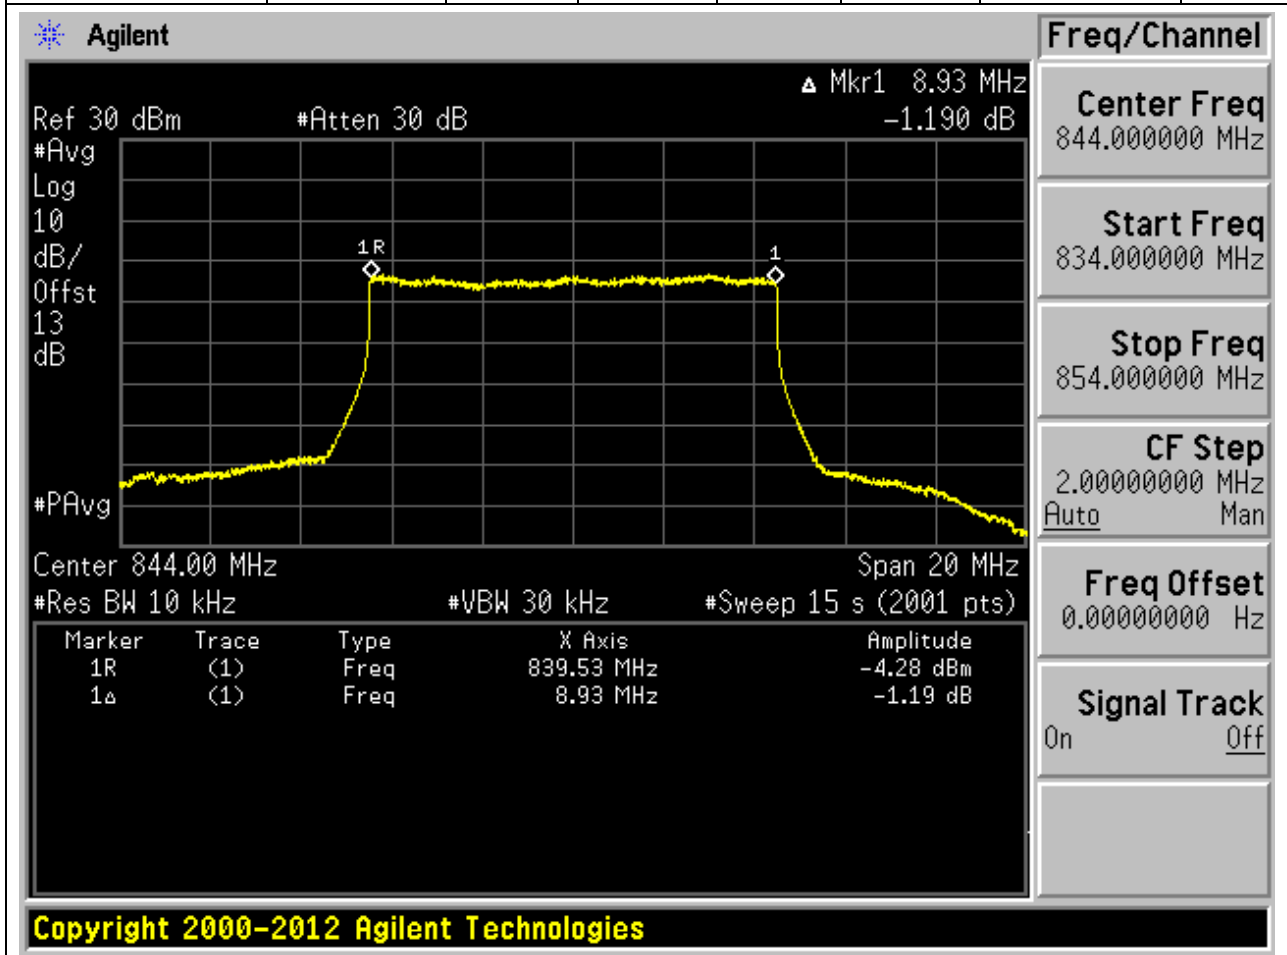 Agilent
Freq/Channel
Δ Mkr1 8.93 MHz
Ref 30 dBm #Atten 30 dB -1.190 dB
#Avg
Log
10
dB/
Offst
13
dB
#PAvg
1R
1
Center 844.00 MHz Span 20 MHz
#Res BW 10 kHz #VBW 30 kHz #Sweep 15 s (2001 pts)
Marker Trace Type X Axis Amplitude
1R (1) Freq 839.53 MHz -4.28 dBm
1Δ (1) Freq 8.93 MHz -1.19 dB
Center Freq
844.000000 MHz
Start Freq
834.000000 MHz
Stop Freq
854.000000 MHz
CF Step
2.00000000 MHz
Auto Man
Freq Offset
0.00000000 Hz
Signal Track
On Off
Copyright 2000-2012 Agilent Technologies